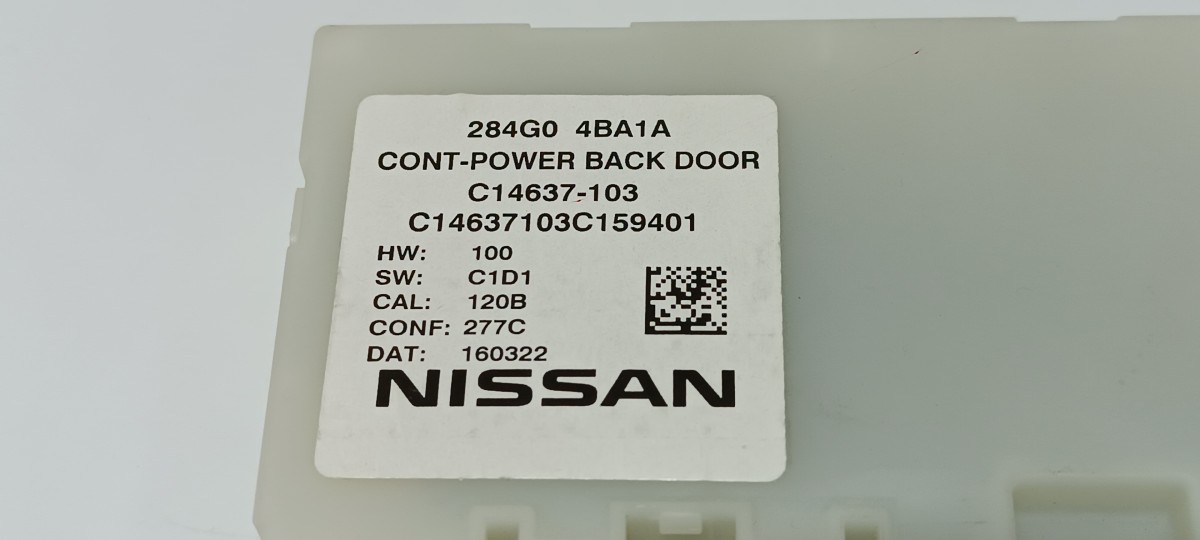 284G0 4BA1A
CONT-POWER BACK DOOR
C14637-103
C14637103C159401
HW: 100
SW: C1D1
CAL: 120B
CONF: 277C
DAT: 160322
NISSAN